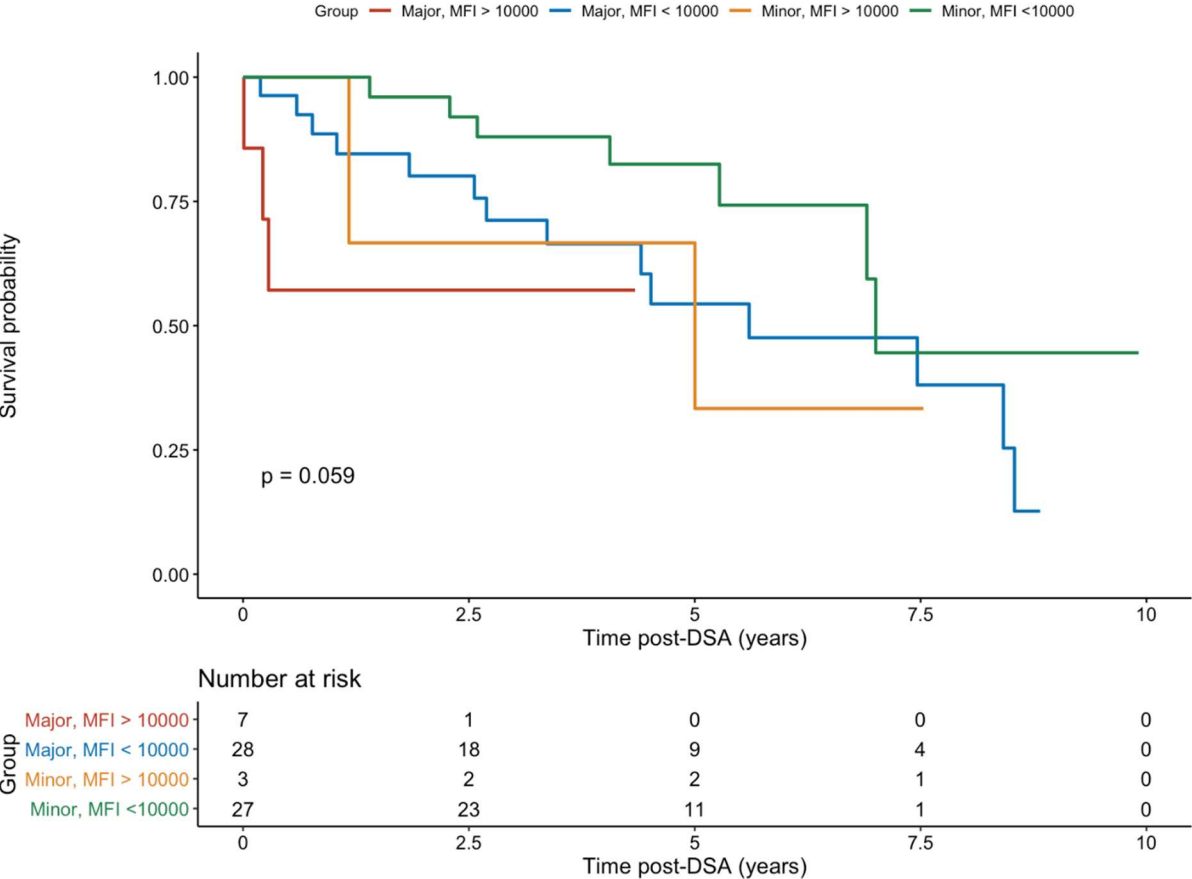 Group Major, MFI > 10000 Major, MFI < 10000 Minor, MFI > 10000 Minor, MFI <10000
Survival probability
1.00
0.75
0.50
0.25
0.00
p = 0.059
0 2.5 5 7.5 10
Time post-DSA (years)
Number at risk
Group
Major, MFI > 10000 7 1 0 0 0
Major, MFI < 10000 28 18 9 4 0
Minor, MFI > 10000 3 2 2 1 0
Minor, MFI <10000 27 23 11 1 0
0 2.5 5 7.5 10
Time post-DSA (years)